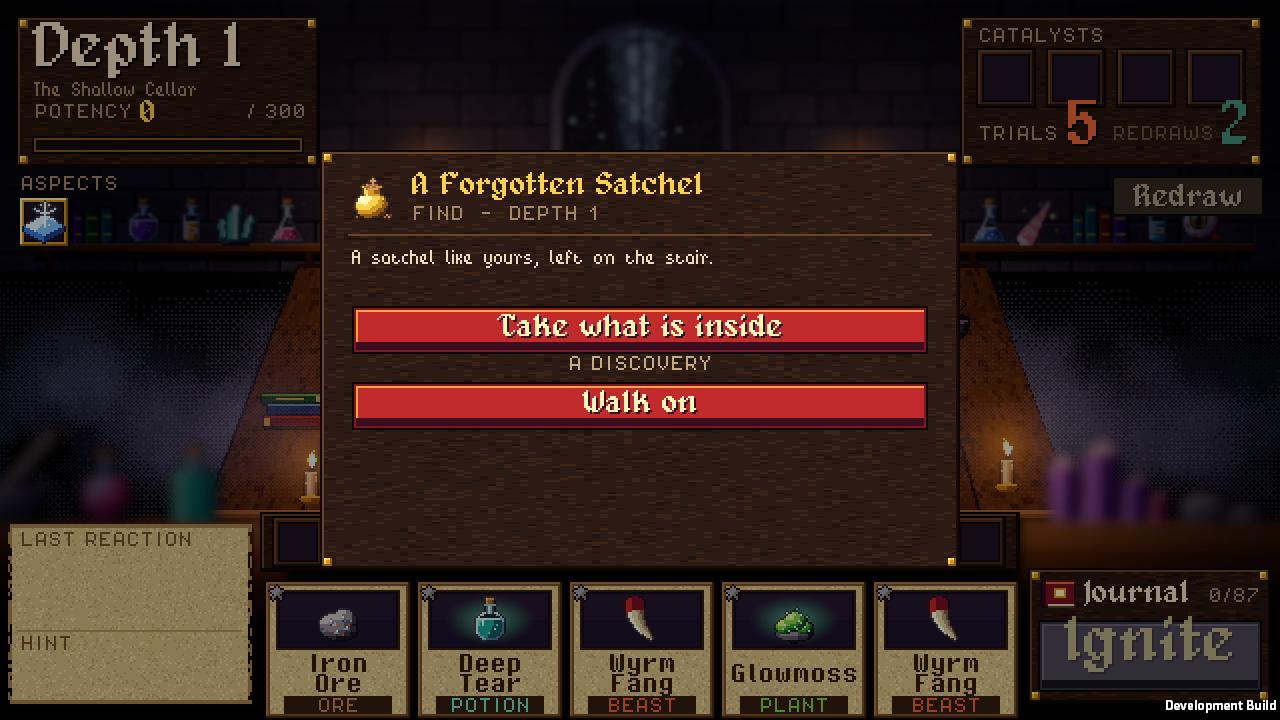 Depth 1
The Shallow Cellar
POTENCY 0 / 300
ASPECTS
CATALYSTS
TRIALS 5 REDRAWS 2
Redraw
A Forgotten Satchel
FIND - DEPTH 1
A satchel like yours, left on the stair.
Take what is inside
A DISCOVERY
Walk on
LAST REACTION
HINT
Iron
Ore
ORE
Deep
Tear
POTION
Wyrm
Fang
BEAST
Glowmoss
PLANT
Wyrm
Fang
BEAST
Journal 0/87
Ignite
Development Build